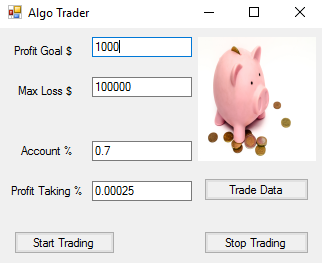 Algo Trader
Profit Goal $ 1000
Max Loss $ 100000
Account % 0.7
Profit Taking % 0.00025
Trade Data
Start Trading Stop Trading